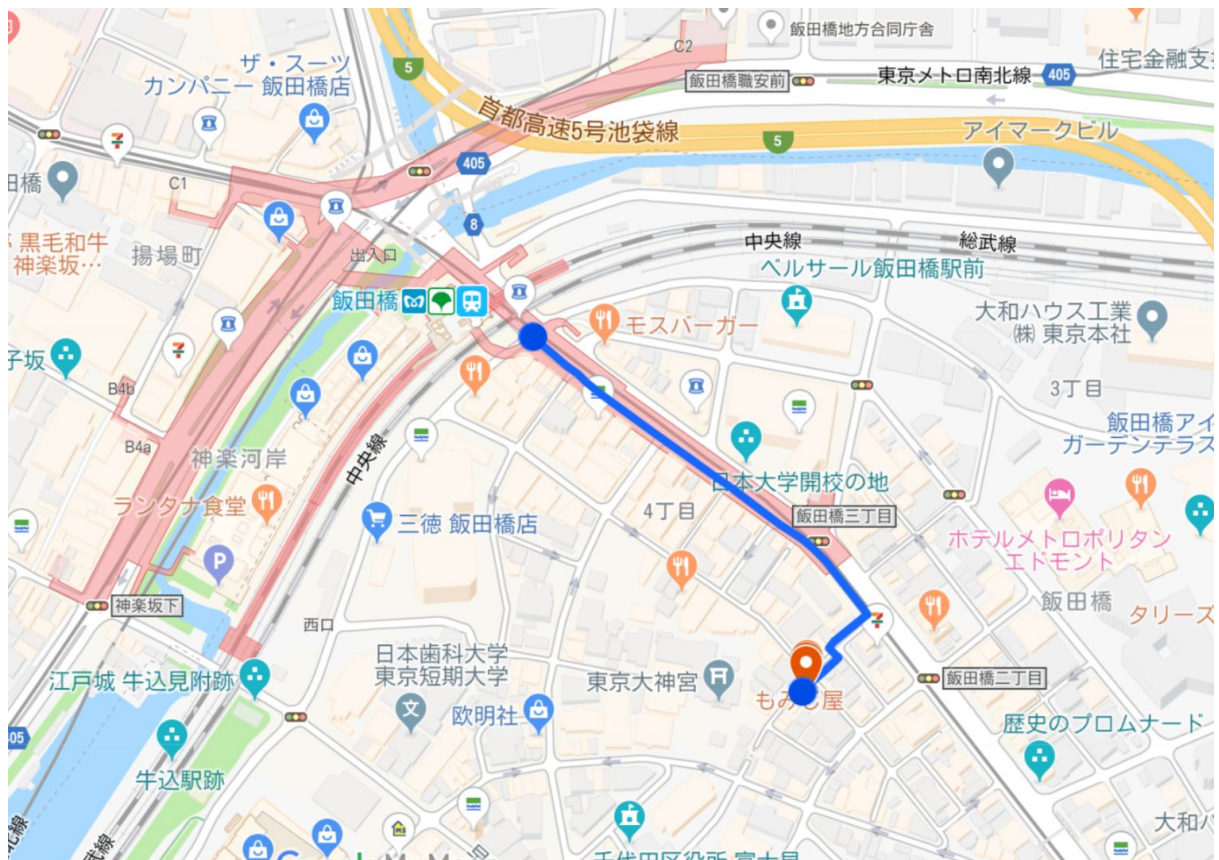 飯田橋地方合同庁舎
C2
ザ・スーツ
カンパニー 飯田橋店
5
飯田橋職安前
東京メトロ南北線
405
住宅金融支
首都高速5号池袋線
5
アイマークビル
405
田橋
C1
8
黒毛和牛
神楽坂…
揚場町
出入口
中央線
総武線
ベルサール飯田橋駅前
飯田橋
モスバーガー
大和ハウス工業
㈱ 東京本社
子坂
B4b
3丁目
B4a
神楽河岸
中央線
飯田橋アイ
ガーデンテラス
日本大学開校の地
ランタナ食堂
三徳 飯田橋店
4丁目
飯田橋三丁目
ホテルメトロポリタン
エドモント
P
神楽坂下
西口
飯田橋
タリーズ
日本歯科大学
東京短期大学
江戸城 牛込見附跡
東京大神宮
飯田橋二丁目
文
欧明社
歴史のプロムナード
05
牛込駅跡
大和ハ
北線
武線
MS